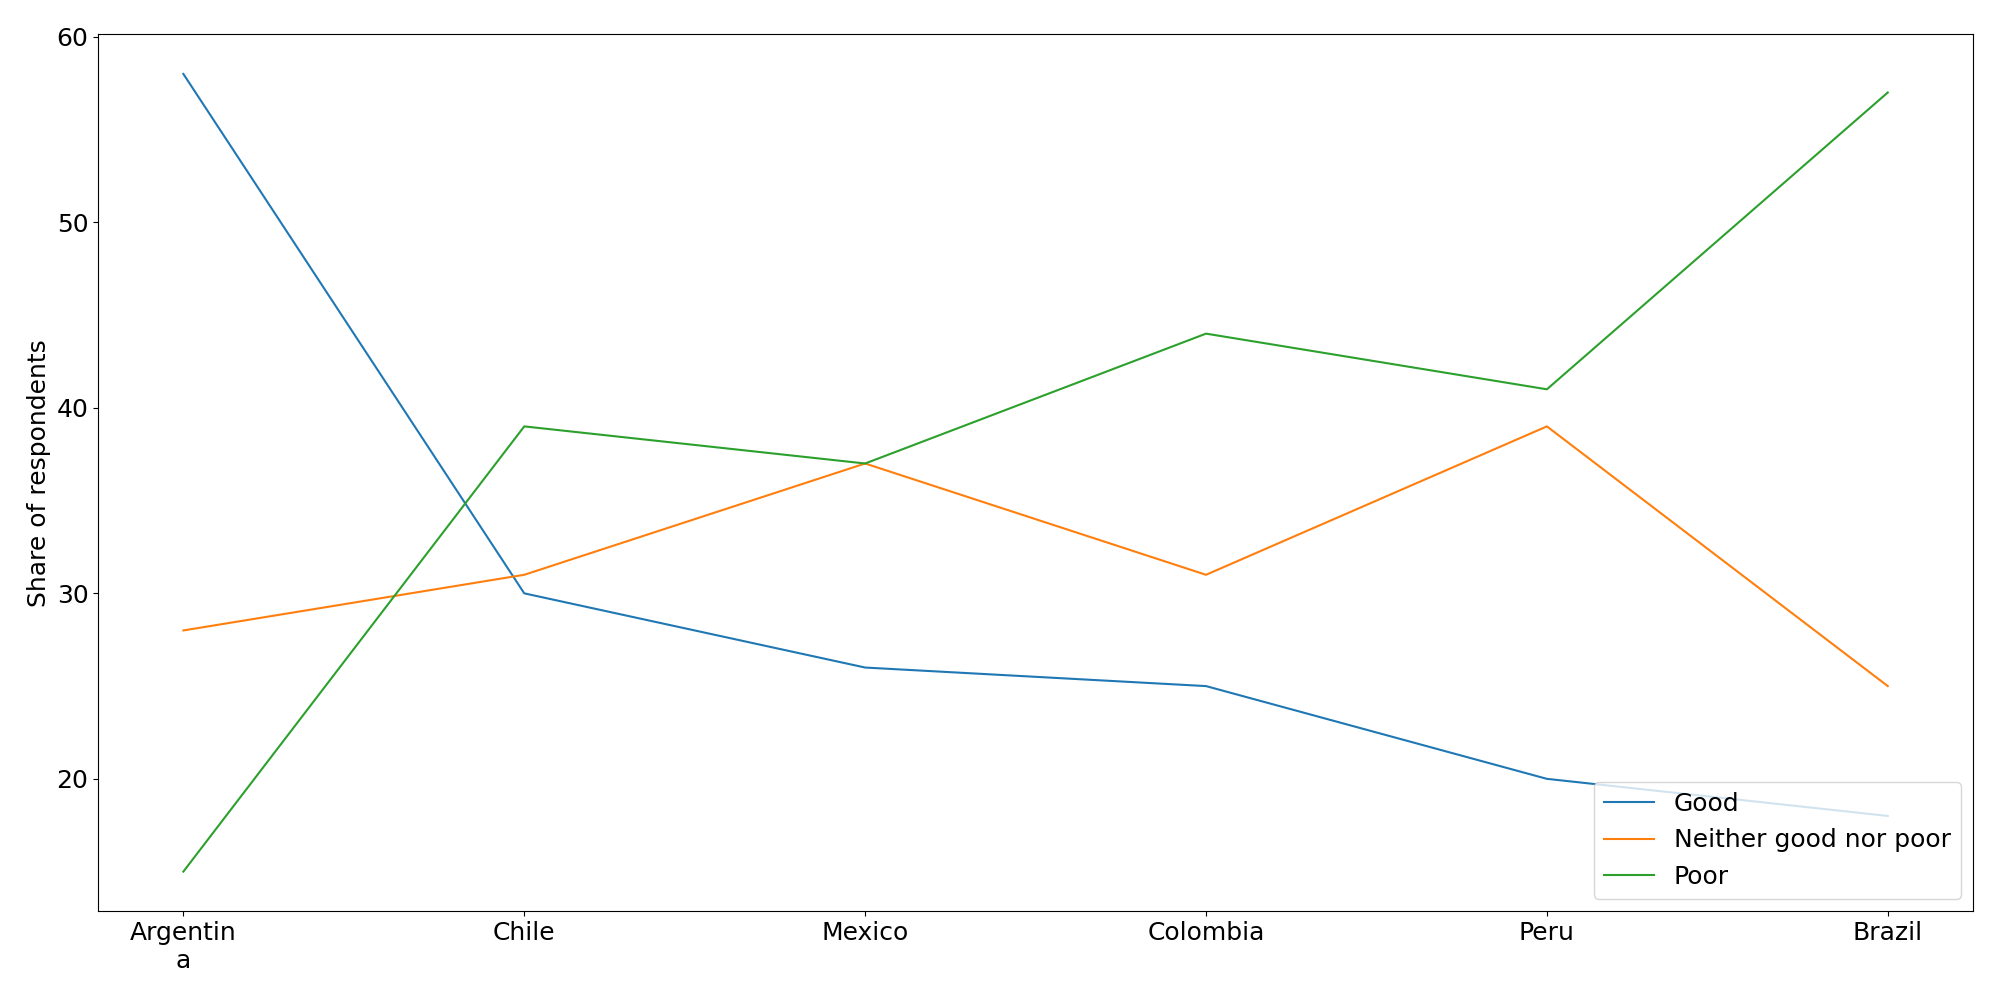 60
50
40
30
20
Share of respondents
Argentin
a
Chile
Mexico
Colombia
Peru
Brazil
Good
Neither good nor poor
Poor